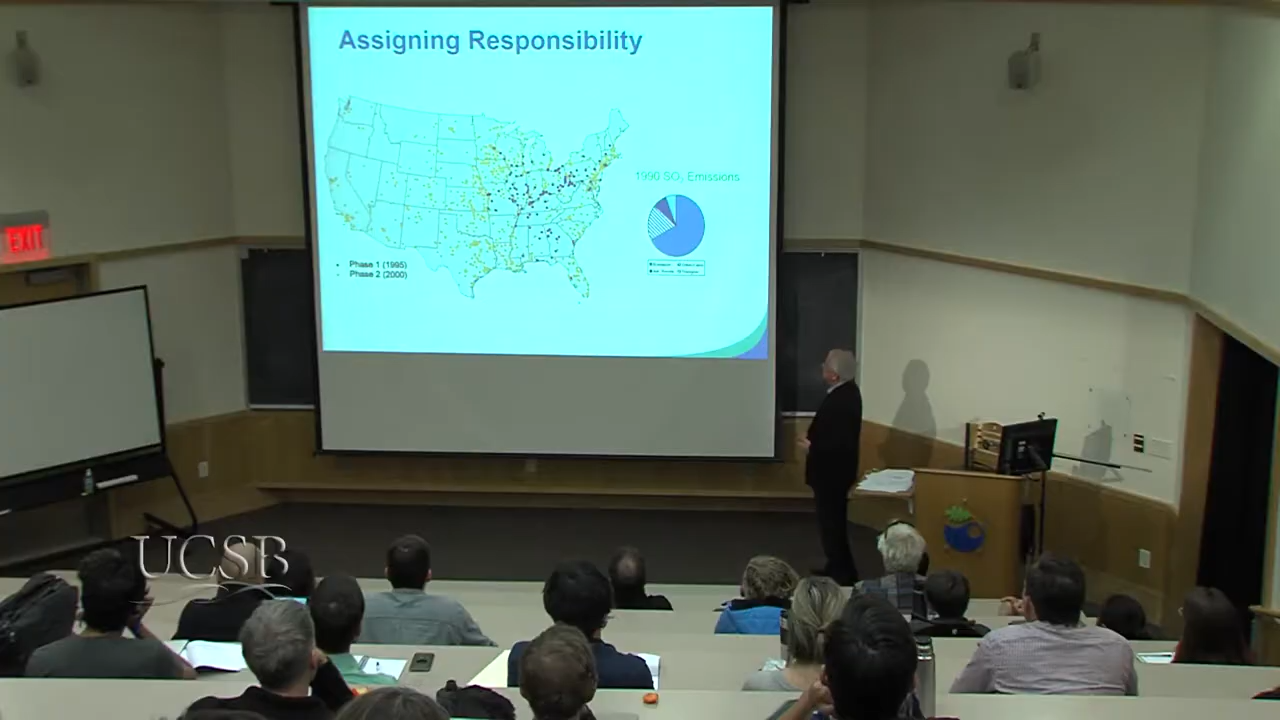 Assigning Responsibility
1990 SO2 Emissions
Phase 1 (1995)
Phase 2 (2000)
EXIT
UCSB